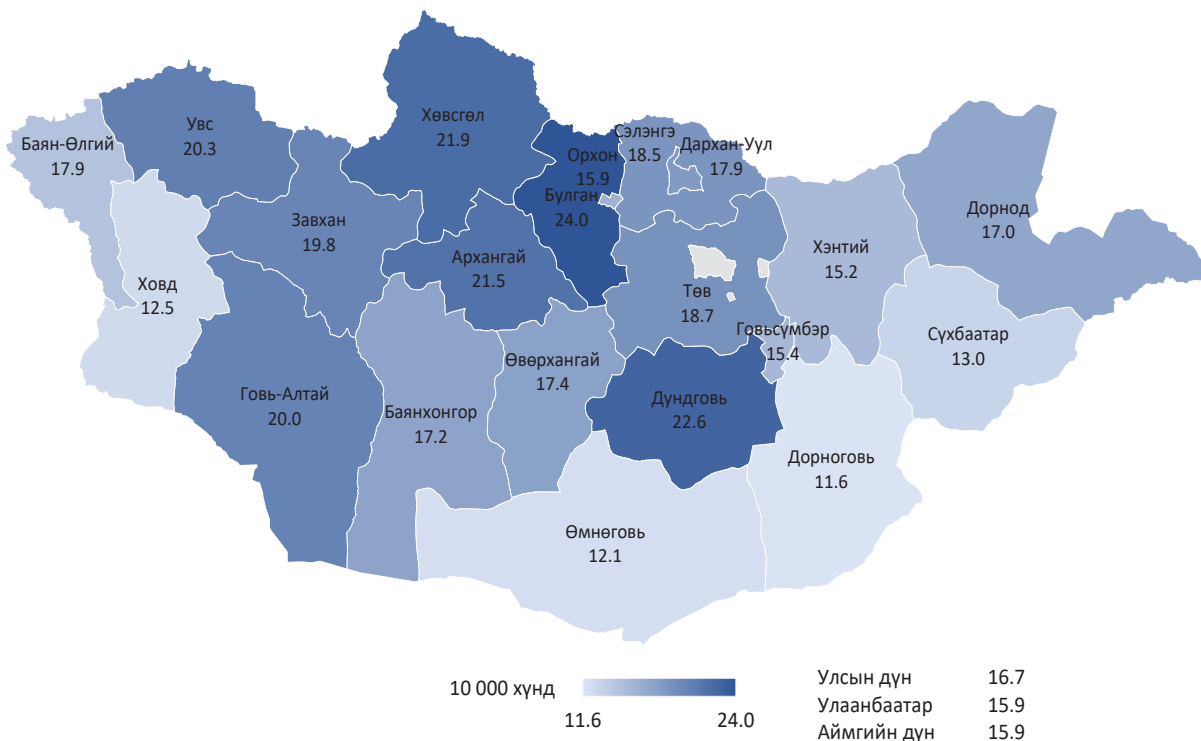 Хөвсгөл
21.9
Увс
20.3
Баян-Өлгий
17.9
Сэлэнгэ
18.5
Дархан-Уул
17.9
Орхон
15.9
Булган
24.0
Завхан
19.8
Дорнод
17.0
Хэнтий
15.2
Архангай
21.5
Ховд
12.5
Төв
18.7
Говьсүмбэр
15.4
Сүхбаатар
13.0
Өвөрхангай
17.4
Говь-Алтай
20.0
Баянхонгор
17.2
Дундговь
22.6
Дорноговь
11.6
Өмнөговь
12.1
10 000 хүнд
11.6
24.0
Улсын дүн 16.7
Улаанбаатар 15.9
Аймгийн дүн 15.9